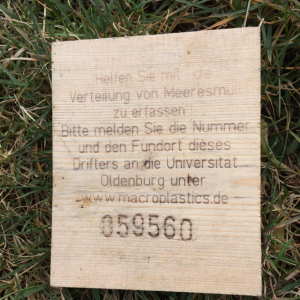 Helfen Sie mit die
Verteilung von Meeresmüll
zu erfassen
Bitte melden Sie die Nummer
und den Fundort dieses
Drifters an die Universität
Oldenburg unter
www.macroplastics.de
059560